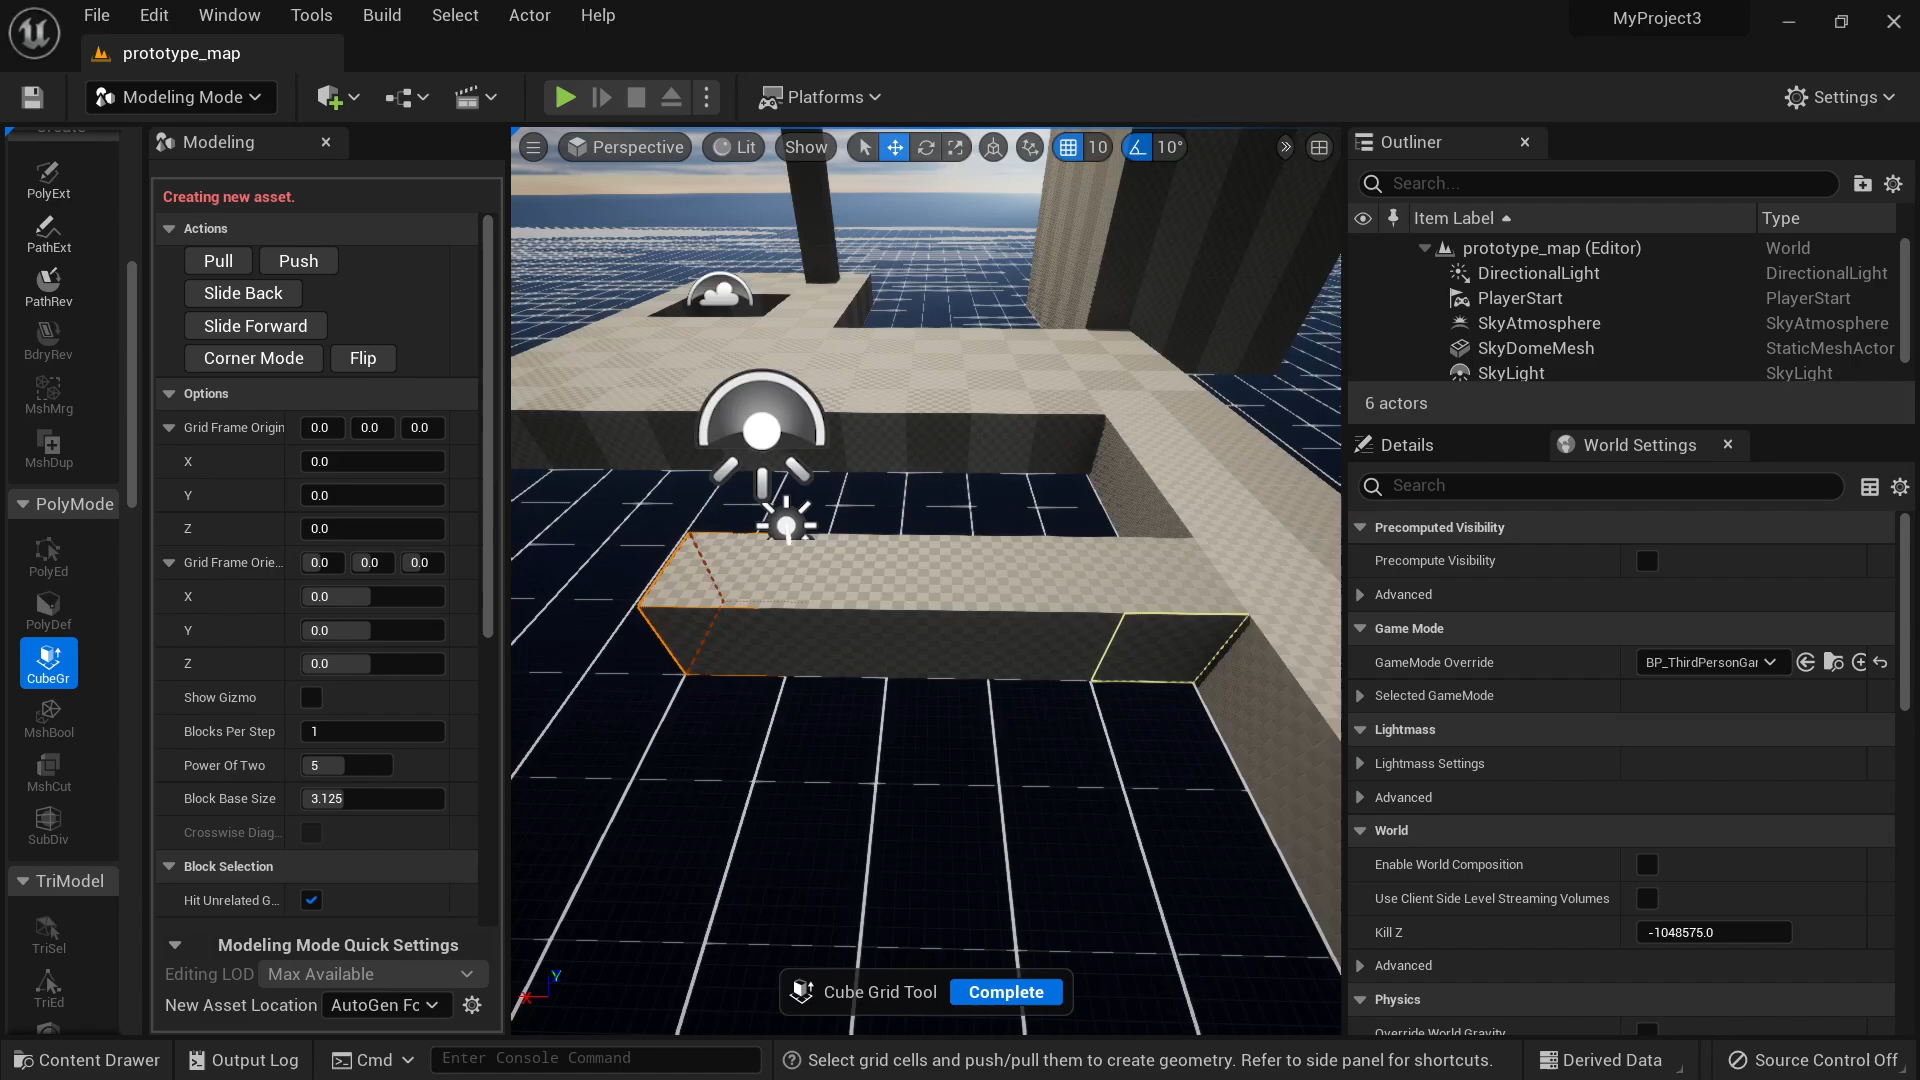 File Edit Window Tools Build Select Actor Help
MyProject3
prototype_map
Modeling Mode
Platforms
Settings
PolyExt
PathExt
PathRev
BdryRev
MshMrg
MshDup
PolyMode
PolyEd
PolyDef
CubeGr
MshBool
MshCut
SubDiv
TriModel
TriSel
TriEd
Modeling
Creating new asset.
Actions
Pull Push
Slide Back
Slide Forward
Corner Mode Flip
Options
Grid Frame Origin 0.0 0.0 0.0
X 0.0
Y 0.0
Z 0.0
Grid Frame Orie... 0.0 0.0 0.0
X 0.0
Y 0.0
Z 0.0
Show Gizmo
Blocks Per Step 1
Power Of Two 5
Block Base Size 3.125
Crosswise Diag...
Block Selection
Hit Unrelated G...
Modeling Mode Quick Settings
Editing LOD Max Available
New Asset Location AutoGen Fc
Perspective Lit Show 10 10°
Y
X
Cube Grid Tool Complete
Outliner
Search...
Item Label Type
prototype_map (Editor) World
DirectionalLight DirectionalLight
PlayerStart PlayerStart
SkyAtmosphere SkyAtmosphere
SkyDomeMesh StaticMeshActor
SkyLight SkyLight
6 actors
Details World Settings
Search
Precomputed Visibility
Precompute Visibility
Advanced
Game Mode
GameMode Override BP_ThirdPersonGar
Selected GameMode
Lightmass
Lightmass Settings
Advanced
World
Enable World Composition
Use Client Side Level Streaming Volumes
Kill Z -1048575.0
Advanced
Physics
Override World Gravity
Content Drawer Output Log Cmd Enter Console Command Select grid cells and push/pull them to create geometry. Refer to side panel for shortcuts. Derived Data Source Control Off